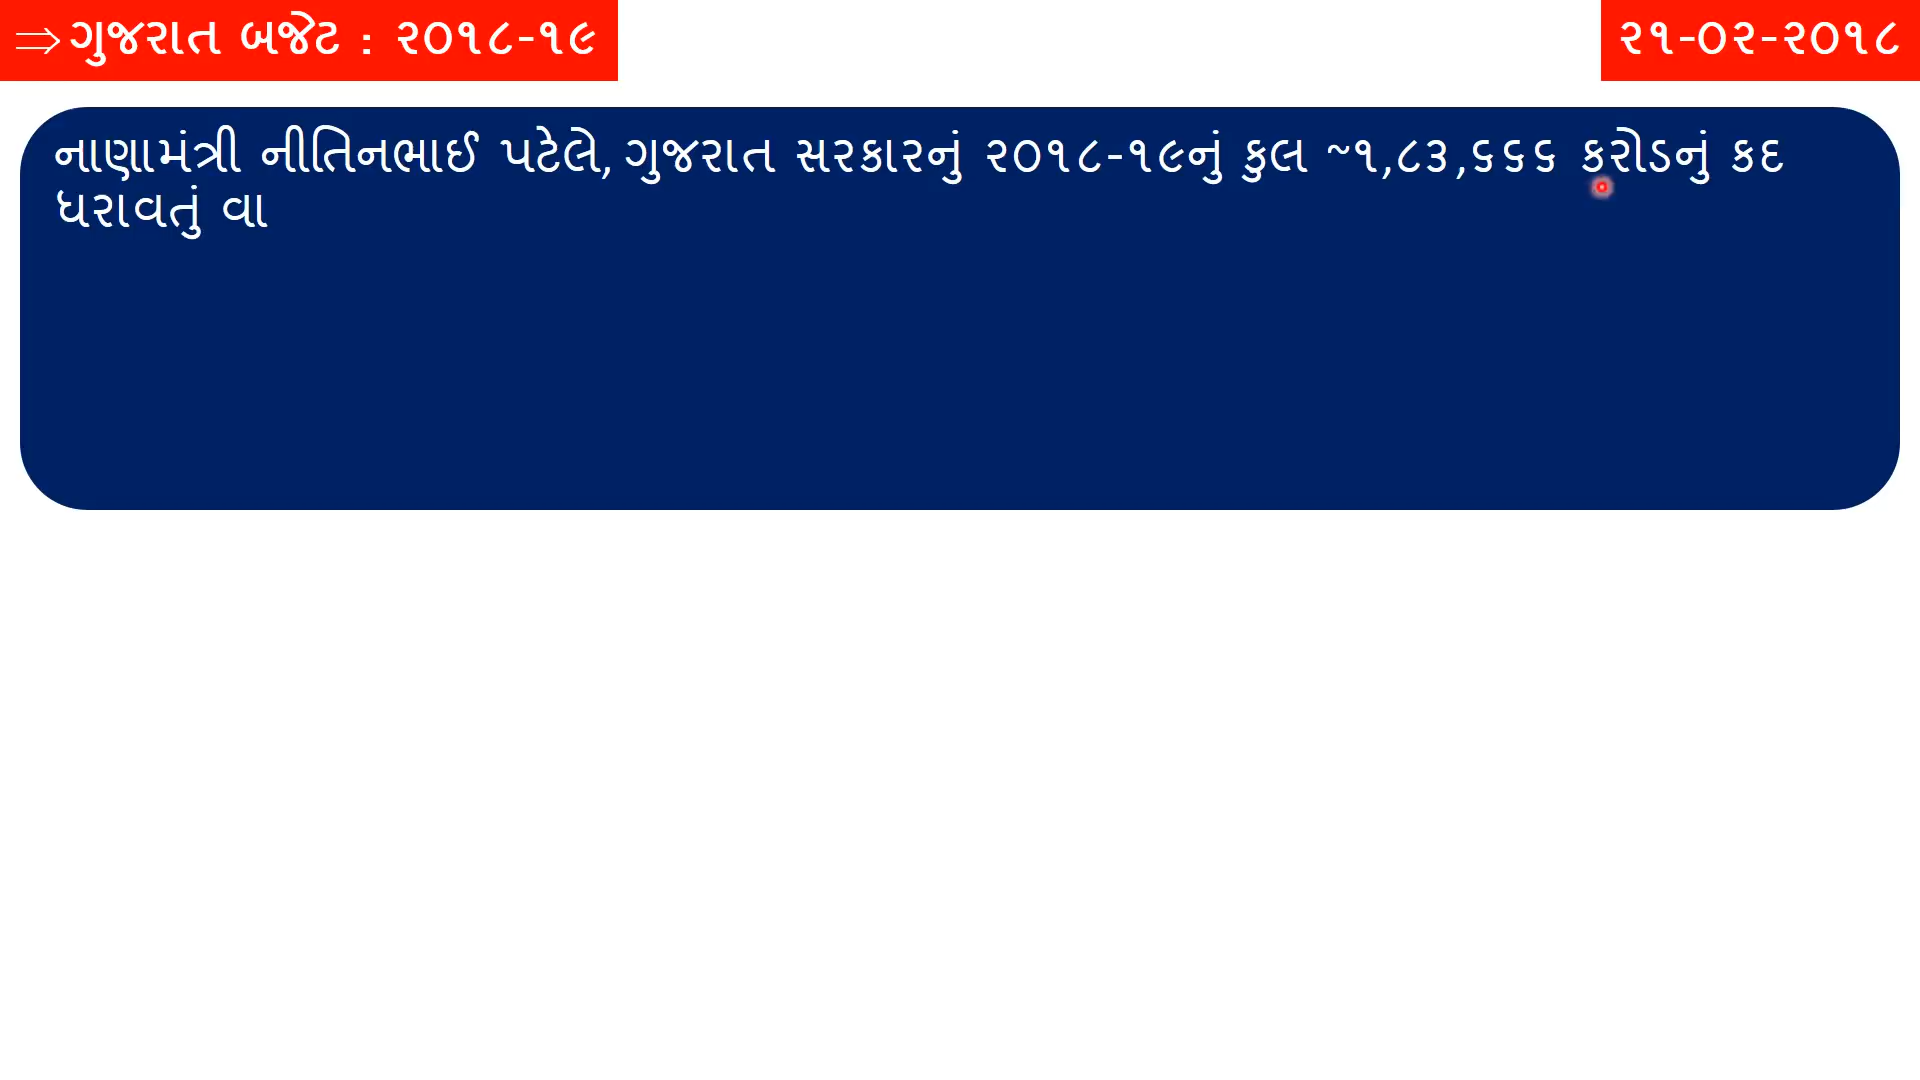 ⇒ ગુજરાત બજેટ : ૨૦૧૮-૧૯
૨૧-૦૨-૨૦૧૮
નાણામંત્રી નીતિનભાઈ પટેલે, ગુજરાત સરકારનું ૨૦૧૮-૧૯નું કુલ ~૧,૮૩,૬૬૬ કરોડનું કદ
ધરાવતું વા